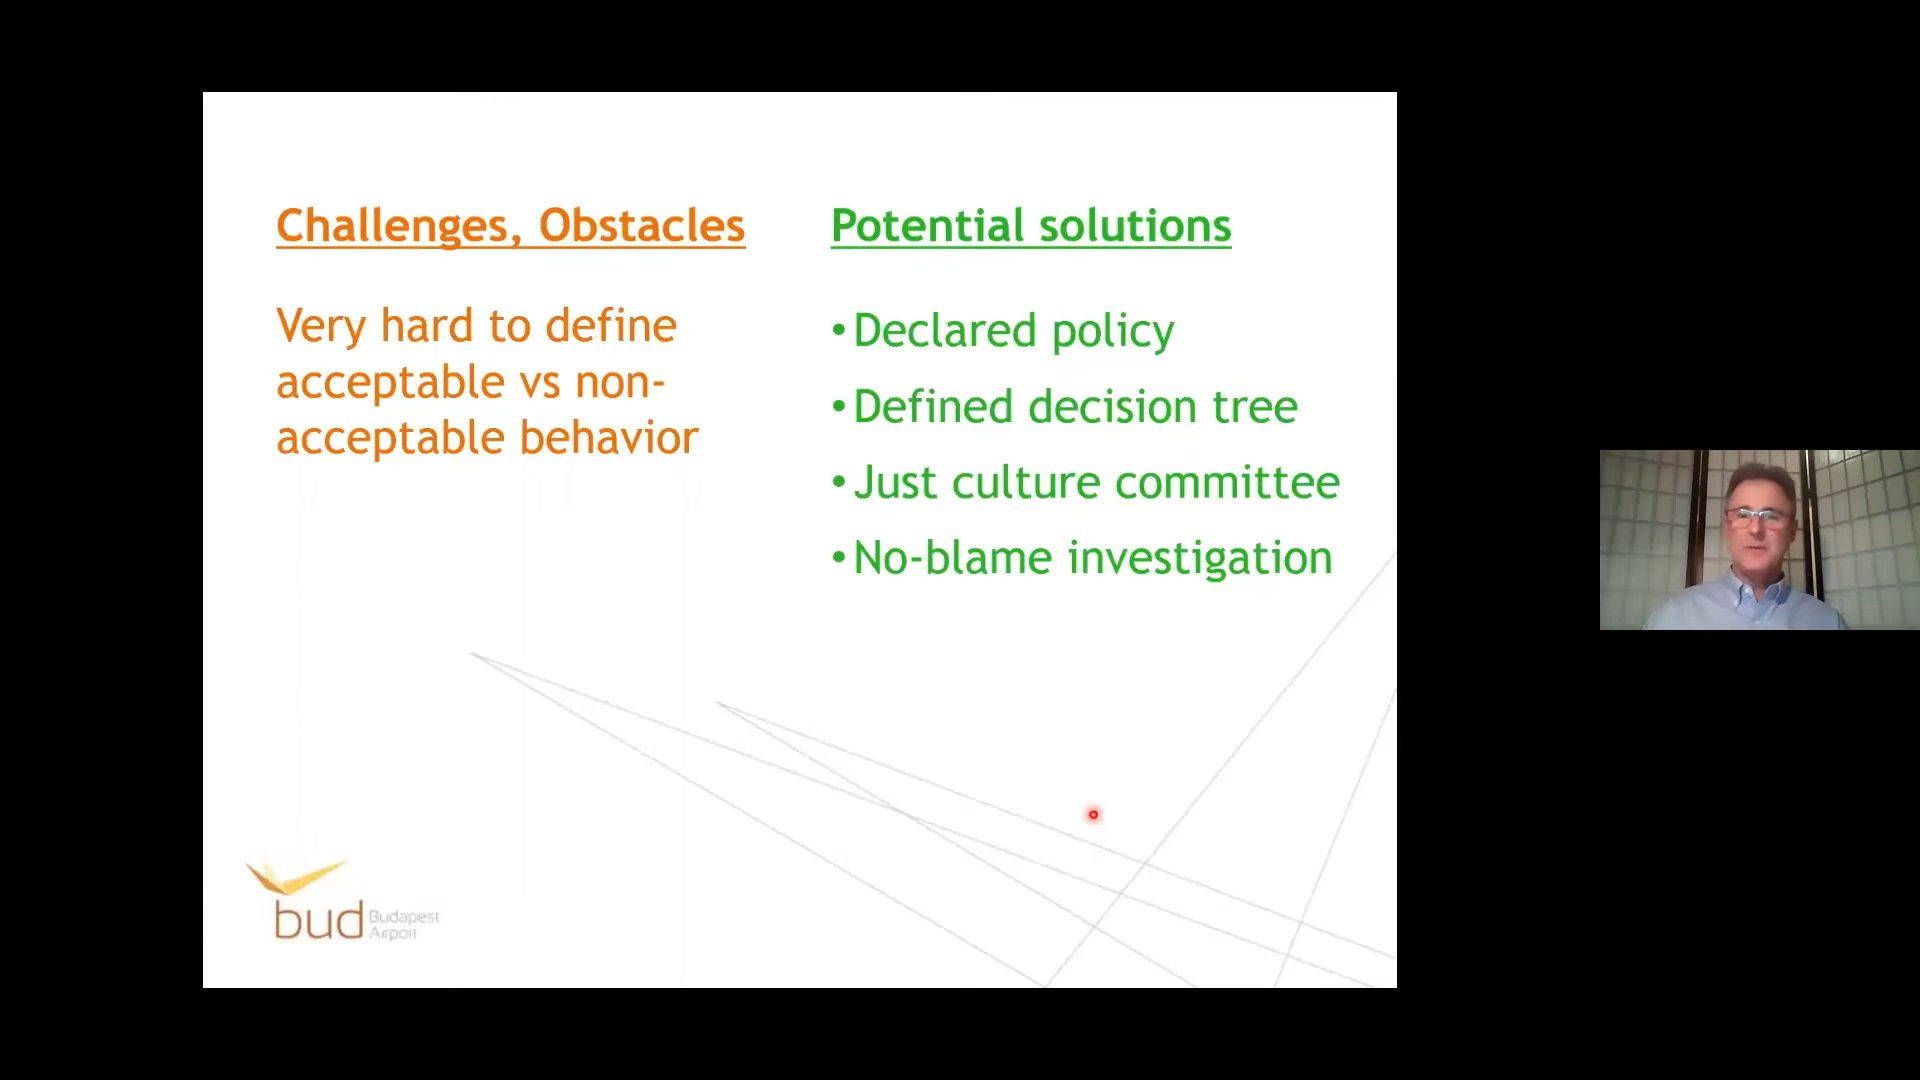 Challenges, Obstacles
Very hard to define
acceptable vs non-
acceptable behavior
Potential solutions
•Declared policy
•Defined decision tree
•Just culture committee
•No-blame investigation
bud Budapest
Airport